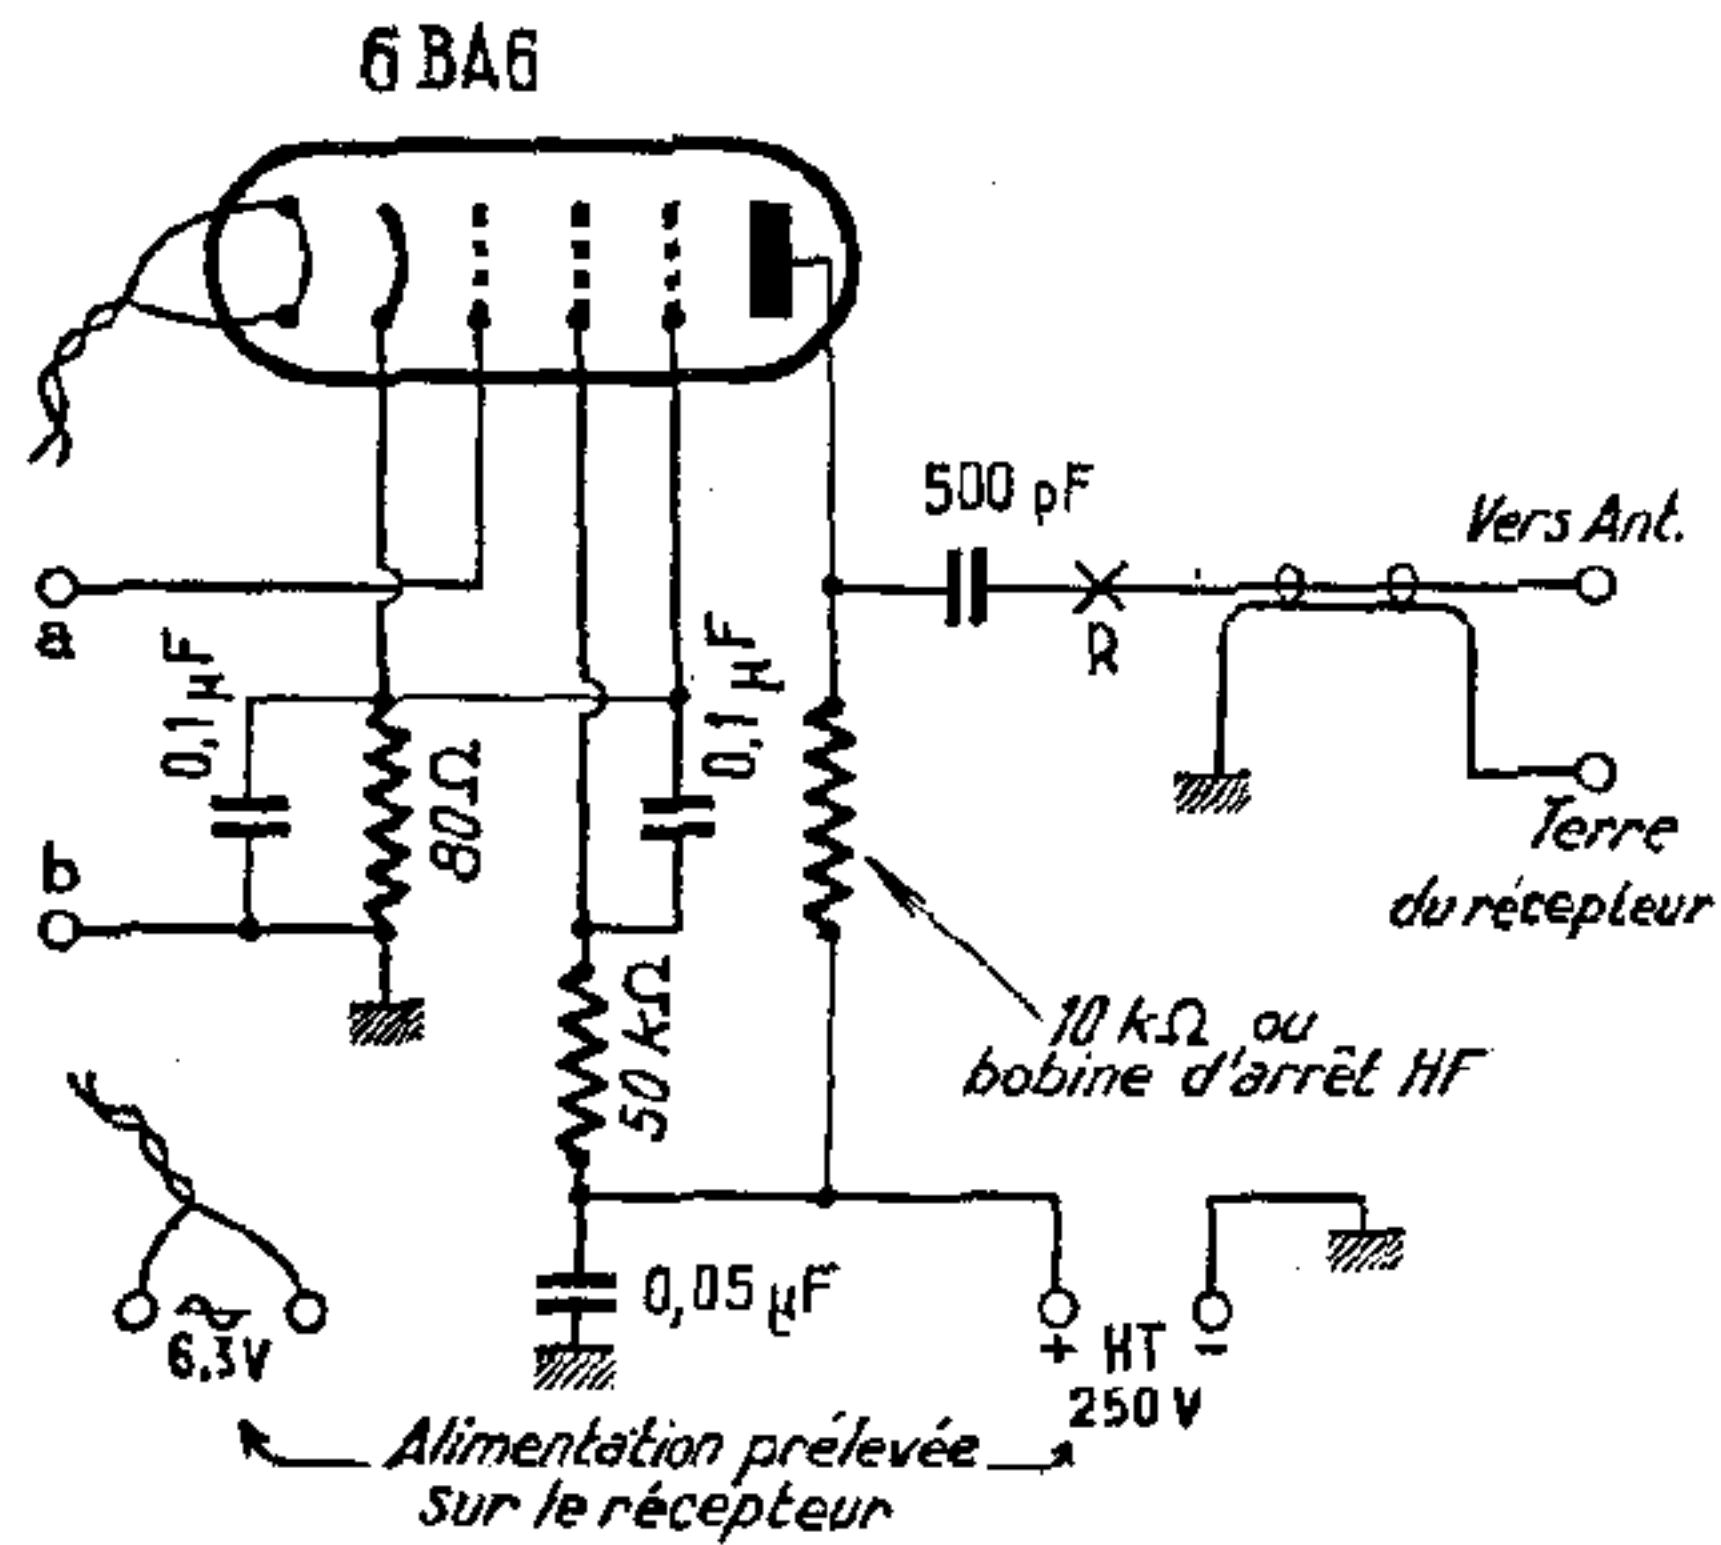 6BA6
500 pF
Vers Ant.
R
a
0,1 µF
0,1 µF
80Ω
b
Terre
du récepteur
50 kΩ
10 kΩ ou
bobine d'arrêt HF
0,05 µF
6.3V
+ HT -
250 V
Alimentation prélevée
sur le récepteur